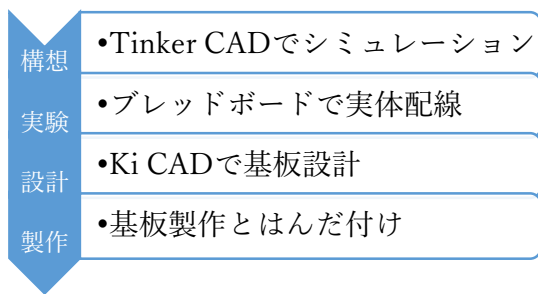 構想
•Tinker CADでシミュレーション
実験
•ブレッドボードで実体配線
設計
•Ki CADで基板設計
製作
•基板製作とはんだ付け